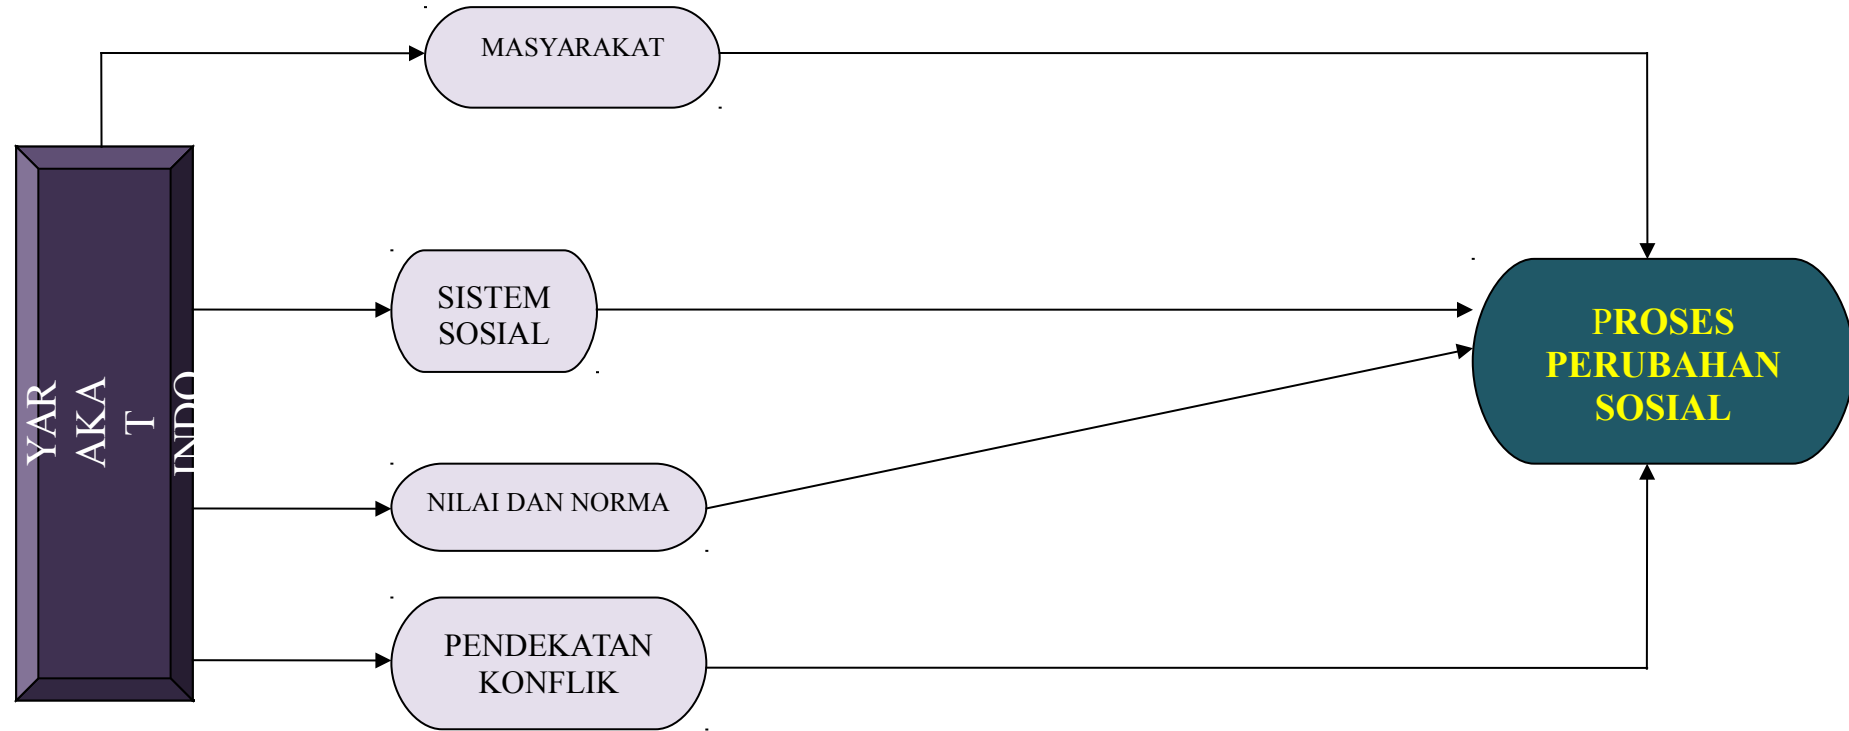 MASYARAKAT
YAR
AKA
T
INDO
SISTEM
SOSIAL
NILAI DAN NORMA
PENDEKATAN
KONFLIK
PROSES
PERUBAHAN
SOSIAL